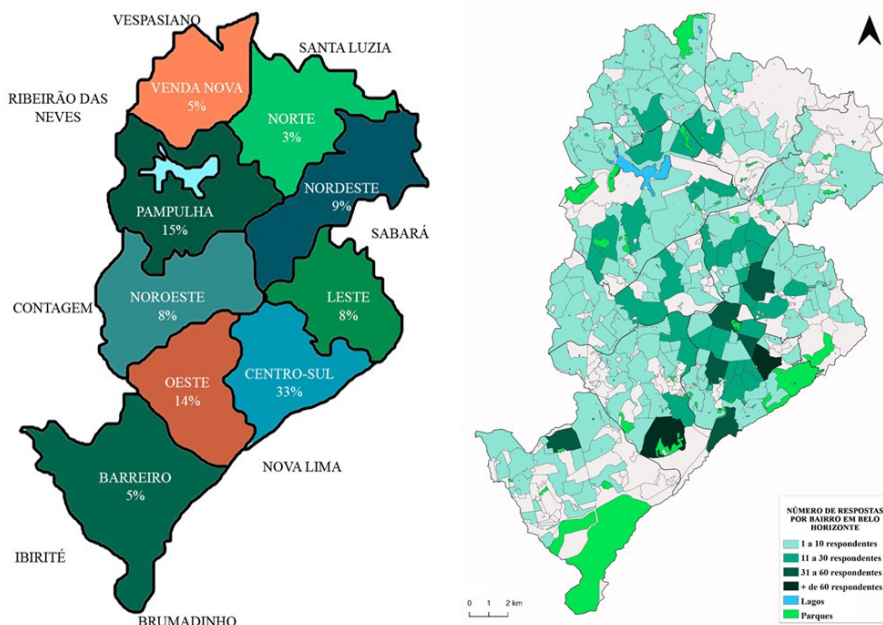 VESPASIANO
SANTA LUZIA
RIBEIRÃO DAS
NEVES
VENDA NOVA
5%
NORTE
3%
NORDESTE
9%
PAMPULHA
15%
SABARÁ
CONTAGEM
NOROESTE
8%
LESTE
8%
OESTE
14%
CENTRO-SUL
33%
NOVA LIMA
BARREIRO
5%
IBIRITÉ
BRUMADINHO
0 1 2 km
NÚMERO DE RESPOSTAS
POR BAIRRO EM BELO
HORIZONTE
1 a 10 respondentes
11 a 30 respondentes
31 a 60 respondentes
+ de 60 respondentes
Lagos
Parques